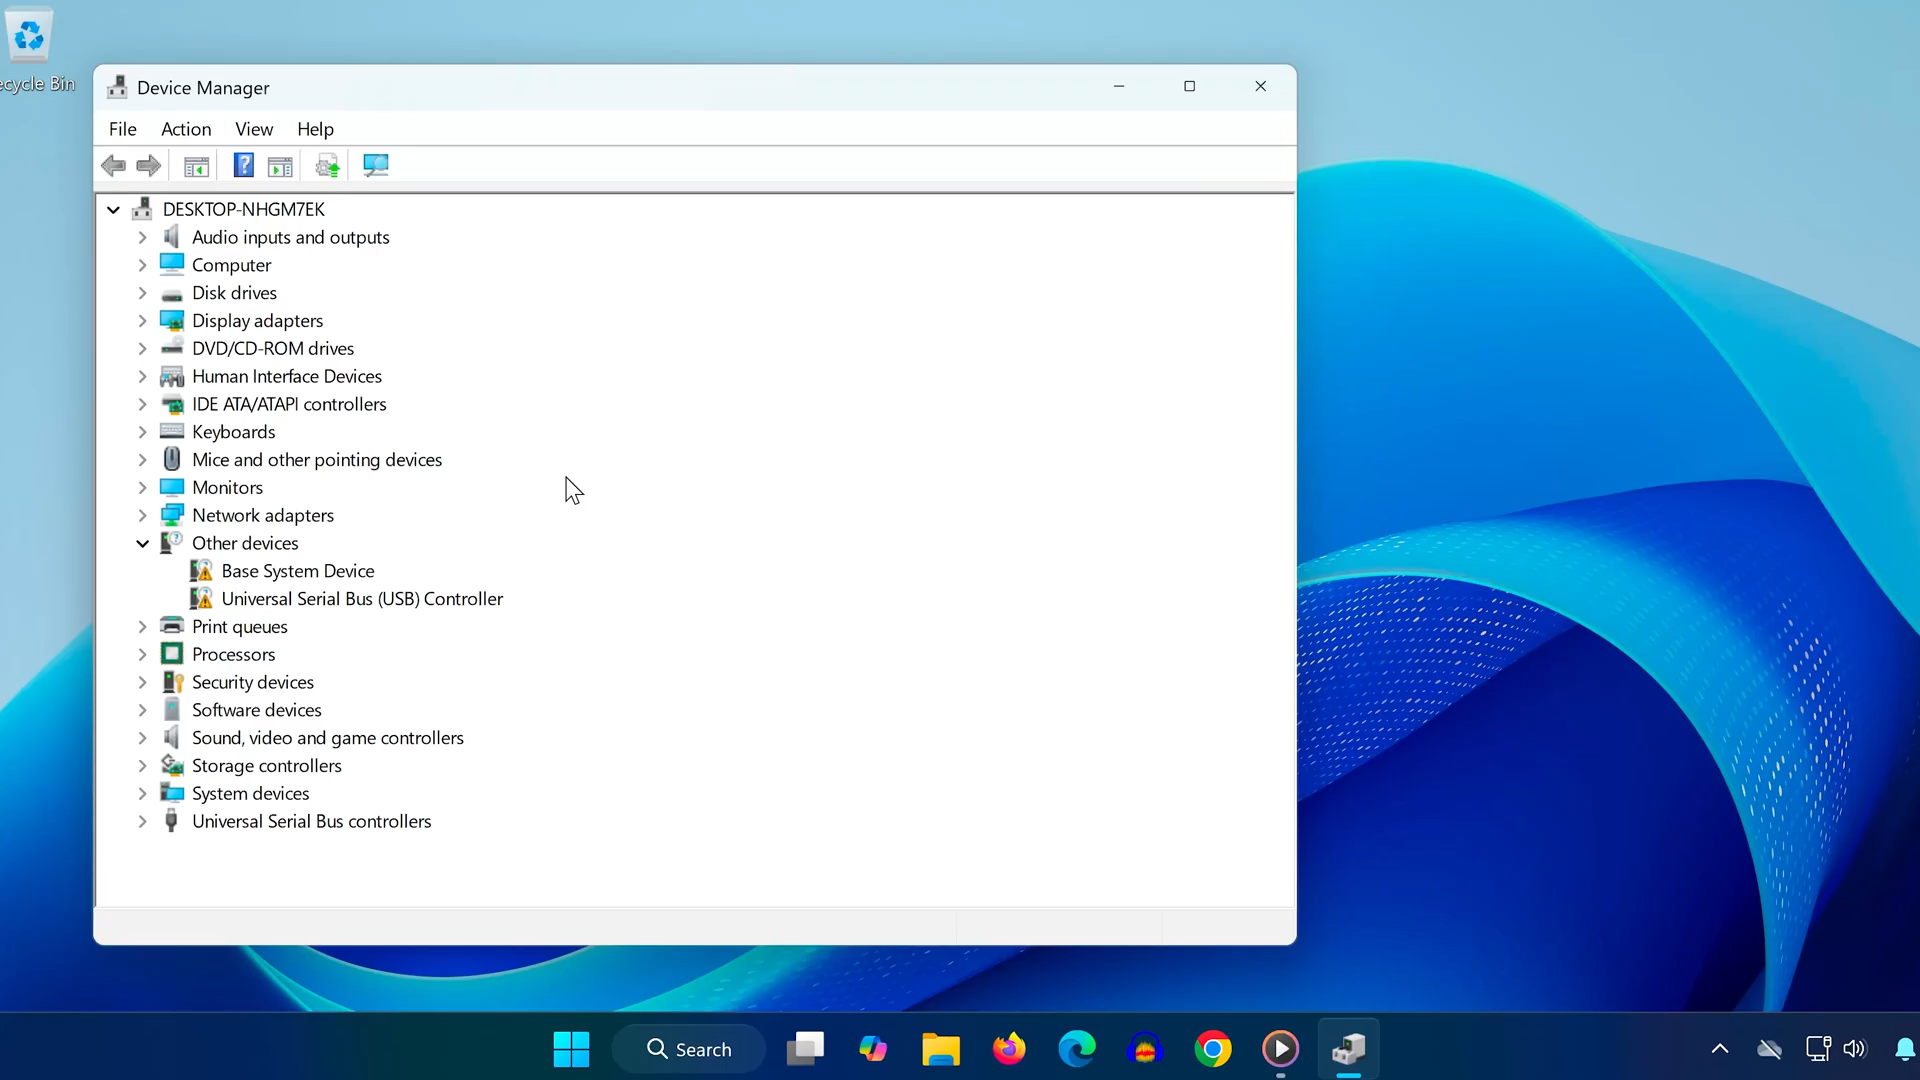 ecycle Bin
Device Manager
File Action View Help
DESKTOP-NHGM7EK
Audio inputs and outputs
Computer
Disk drives
Display adapters
DVD/CD-ROM drives
Human Interface Devices
IDE ATA/ATAPI controllers
Keyboards
Mice and other pointing devices
Monitors
Network adapters
Other devices
Base System Device
Universal Serial Bus (USB) Controller
Print queues
Processors
Security devices
Software devices
Sound, video and game controllers
Storage controllers
System devices
Universal Serial Bus controllers
Search